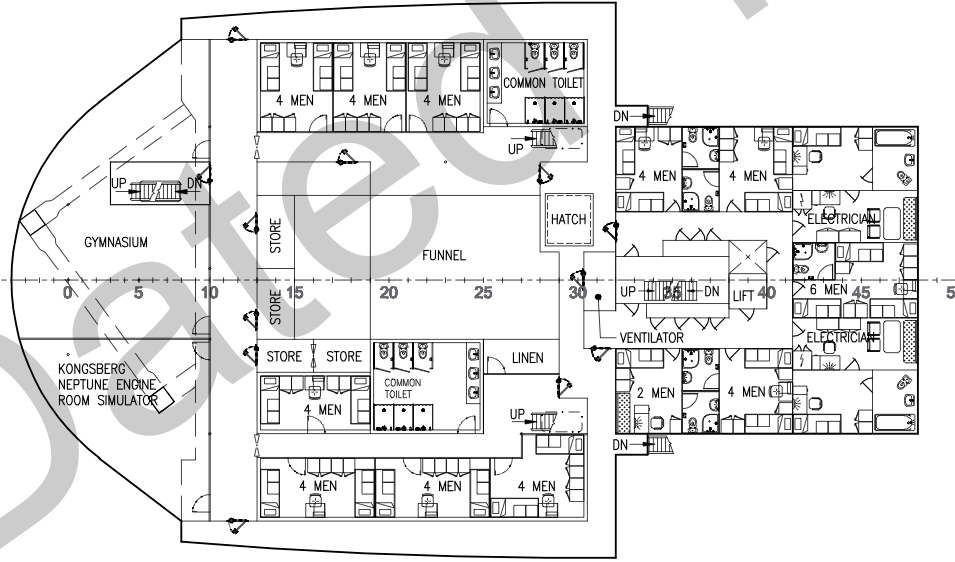 Dated
4 MEN
4 MEN
4 MEN
COMMON TOILET
UP
DN
4 MEN
4 MEN
UP
DN
ELECTRICIAN
HATCH
GYMNASIUM
STORE
FUNNEL
0
5
10
15
20
25
30
35
40
45
5
STORE
UP
DN
LIFT
6 MEN
VENTILATOR
ELECTRICIAN
STORE
STORE
LINEN
KONGSBERG
NEPTUNE ENGINE
ROOM SIMULATOR
COMMON
TOILET
4 MEN
2 MEN
4 MEN
UP
DN
4 MEN
4 MEN
4 MEN